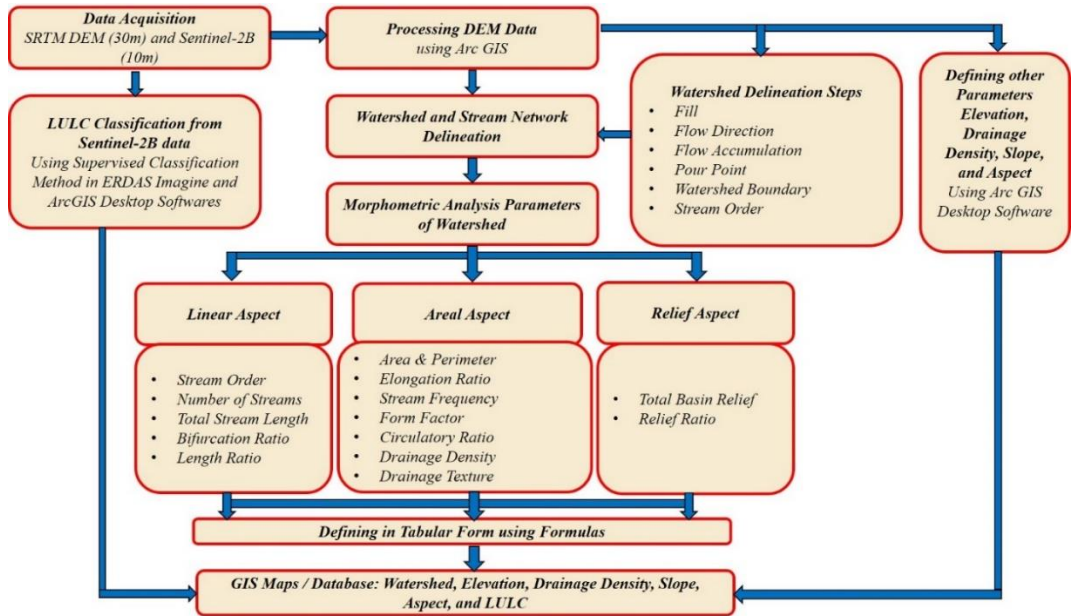 Data Acquisition
SRTM DEM (30m) and Sentinel-2B
(10m)
Processing DEM Data
using Arc GIS
LULC Classification from
Sentinel-2B data
Using Supervised Classification
Method in ERDAS Imagine and
ArcGIS Desktop Softwares
Watershed and Stream Network
Delineation
Watershed Delineation Steps
• Fill
• Flow Direction
• Flow Accumulation
• Pour Point
• Watershed Boundary
• Stream Order
Defining other
Parameters
Elevation,
Drainage
Density, Slope,
and Aspect
Using Arc GIS
Desktop Software
Morphometric Analysis Parameters
of Watershed
Linear Aspect
• Stream Order
• Number of Streams
• Total Stream Length
• Bifurcation Ratio
• Length Ratio
Areal Aspect
• Area & Perimeter
• Elongation Ratio
• Stream Frequency
• Form Factor
• Circulatory Ratio
• Drainage Density
• Drainage Texture
Relief Aspect
• Total Basin Relief
• Relief Ratio
Defining in Tabular Form using Formulas
GIS Maps / Database: Watershed, Elevation, Drainage Density, Slope,
Aspect, and LULC